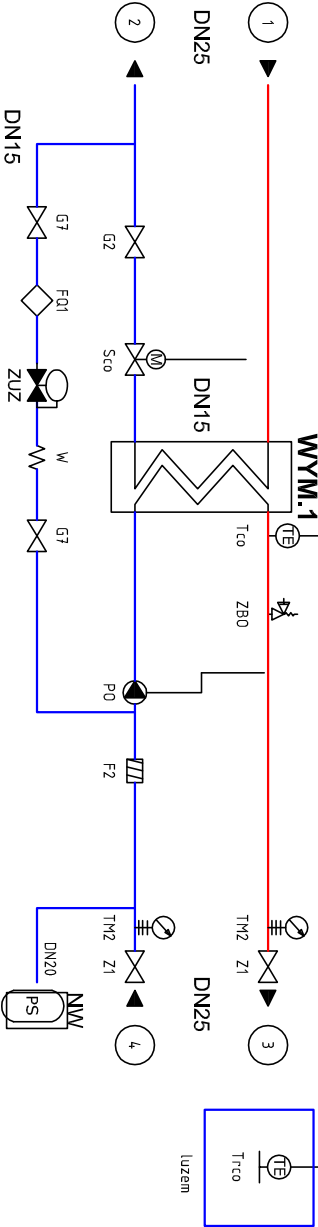 WYM.1
TE
TE
1
3
Tco
ZBO
TM2
Z1
Trco
DN25
DN15
DN25
luzem
M
2
4
G2
Sco
PO
F2
TM2
Z1
NW
G7
FQ1
W
G7
DN20
PS
DN15
ZUZ